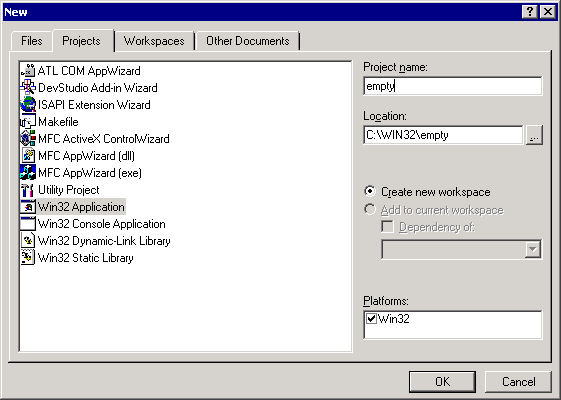 New
Files Projects Workspaces Other Documents
ATL COM AppWizard
DevStudio Add-in Wizard
ISAPI Extension Wizard
Makefile
MFC ActiveX ControlWizard
MFC AppWizard (dll)
MFC AppWizard (exe)
Utility Project
Win32 Application
Win32 Console Application
Win32 Dynamic-Link Library
Win32 Static Library
Project name:
empty
Location:
C:\WIN32\empty
...
Create new workspace
Add to current workspace
Dependency of:
Platforms:
Win32
OK Cancel